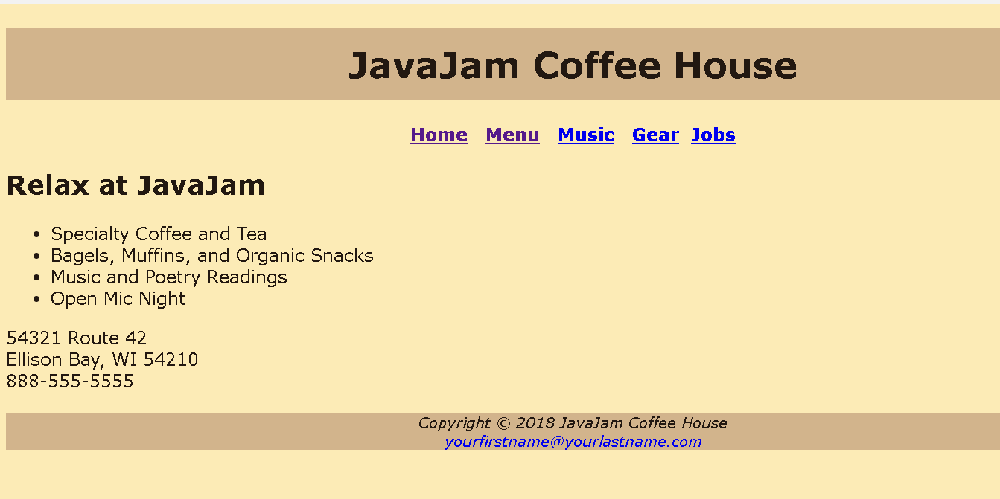 JavaJam Coffee House
Home Menu Music Gear Jobs
Relax at JavaJam
• Specialty Coffee and Tea
• Bagels, Muffins, and Organic Snacks
• Music and Poetry Readings
• Open Mic Night
54321 Route 42
Ellison Bay, WI 54210
888-555-5555
Copyright © 2018 JavaJam Coffee House
yourfirstname@yourlastname.com